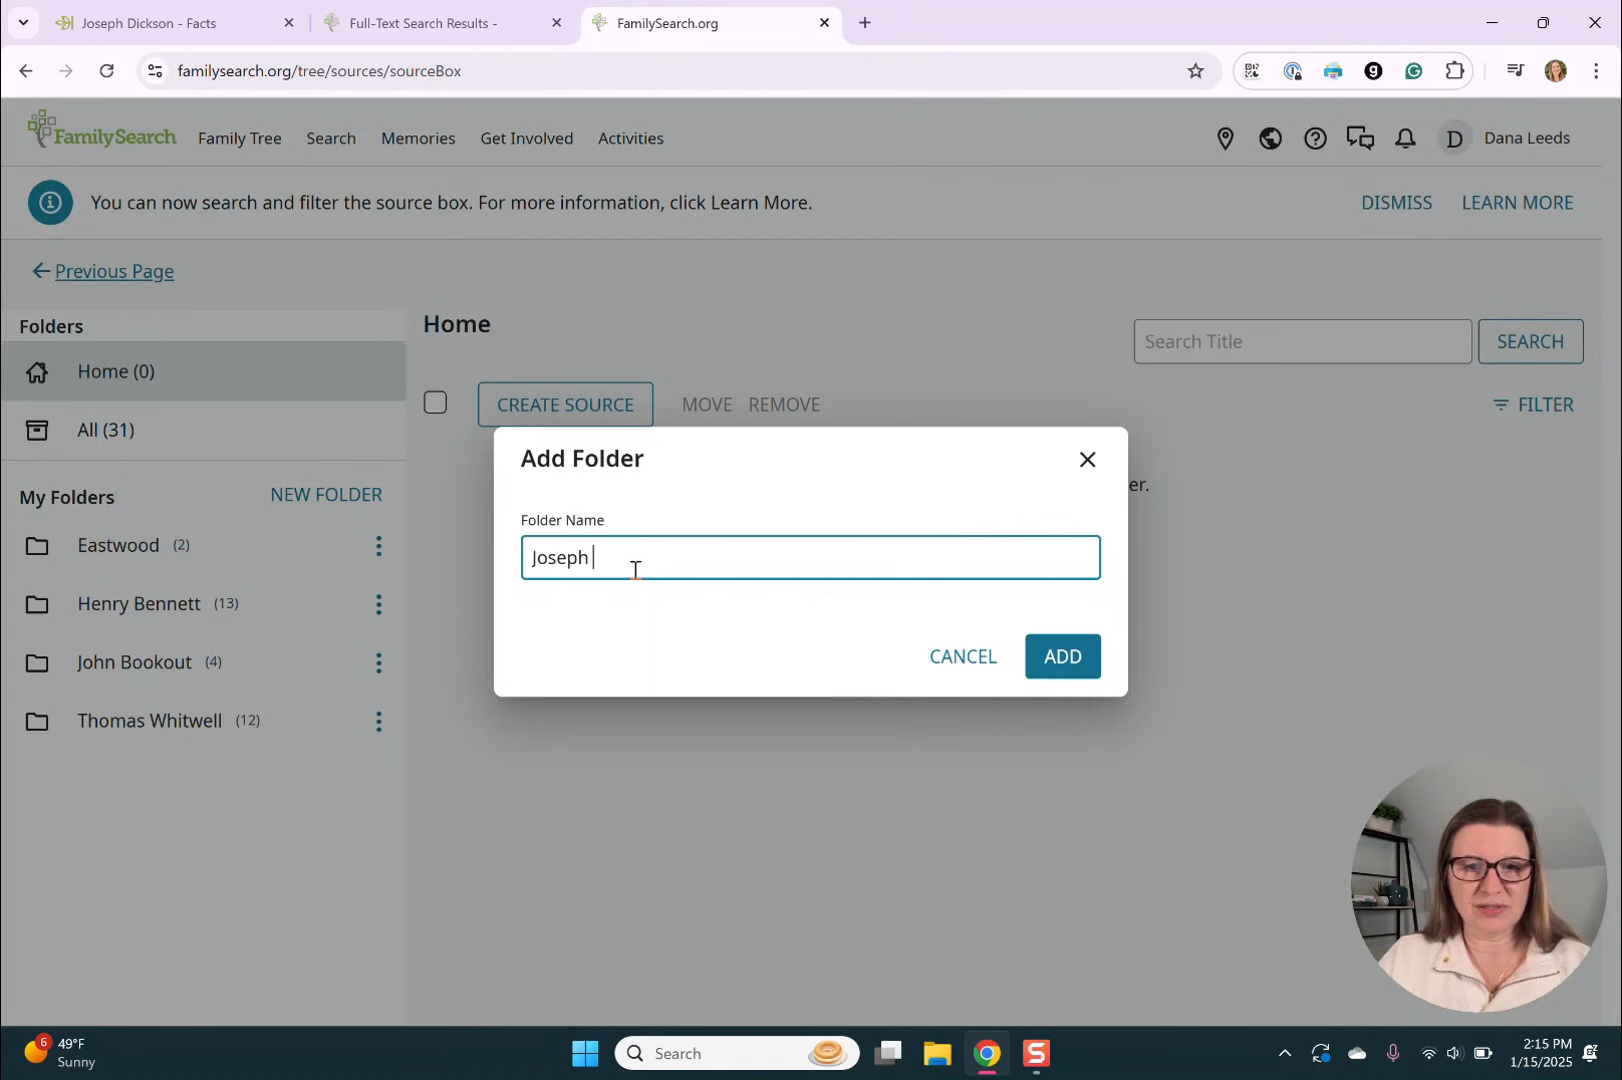 Joseph Dickson - Facts
Full-Text Search Results -
FamilySearch.org
familysearch.org/tree/sources/sourceBox
FamilySearch
Family Tree
Search
Memories
Get Involved
Activities
D
Dana Leeds
You can now search and filter the source box. For more information, click Learn More.
DISMISS
LEARN MORE
Previous Page
Folders
Home (0)
All (31)
My Folders
NEW FOLDER
Eastwood (2)
Henry Bennett (13)
John Bookout (4)
Thomas Whitwell (12)
Home
Search Title
SEARCH
CREATE SOURCE
MOVE
REMOVE
FILTER
er.
Add Folder
Folder Name
Joseph
CANCEL
ADD
6
49°F
Sunny
Search
S
2:15 PM
1/15/2025